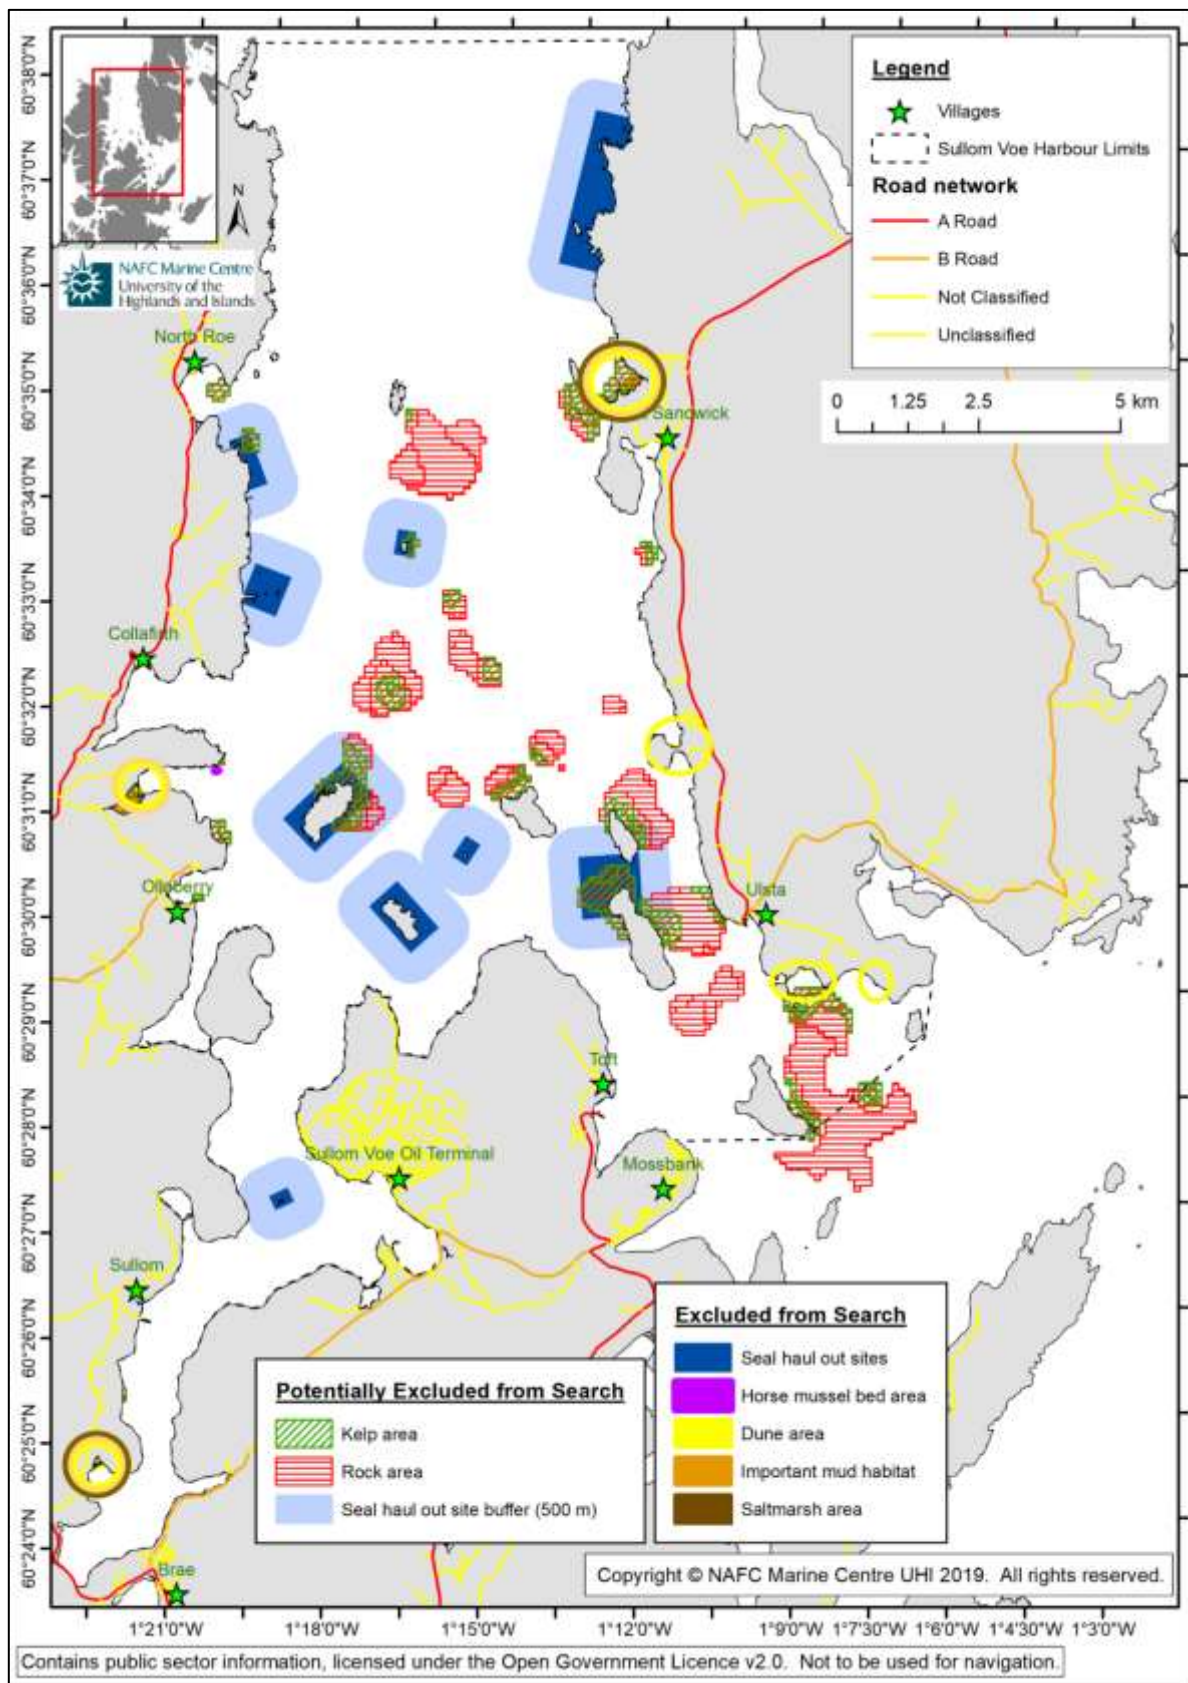 Legend
Villages
Sullom Voe Harbour Limits
Road network
A Road
B Road
Not Classified
Unclassified
0 1.25 2.5 5 km
N
NAFC Marine Centre
University of the
Highlands and Islands
North Roe
Sandwick
Collafirth
Olleberry
Ulsta
Toft
Sullom Voe Oil Terminal
Mossbank
Sullom
Brae
60°38'0"N
60°37'0"N
60°36'0"N
60°35'0"N
60°34'0"N
60°33'0"N
60°32'0"N
60°31'0"N
60°30'0"N
60°29'0"N
60°28'0"N
60°27'0"N
60°26'0"N
60°25'0"N
60°24'0"N
Potentially Excluded from Search
Kelp area
Rock area
Seal haul out site buffer (500 m)
Excluded from Search
Seal haul out sites
Horse mussel bed area
Dune area
Important mud habitat
Saltmarsh area
Copyright © NAFC Marine Centre UHI 2019. All rights reserved.
1°21'0"W 1°18'0"W 1°15'0"W 1°12'0"W 1°9'0"W 1°7'30"W 1°6'0"W 1°4'30"W 1°3'0"W
Contains public sector information, licensed under the Open Government Licence v2.0. Not to be used for navigation.